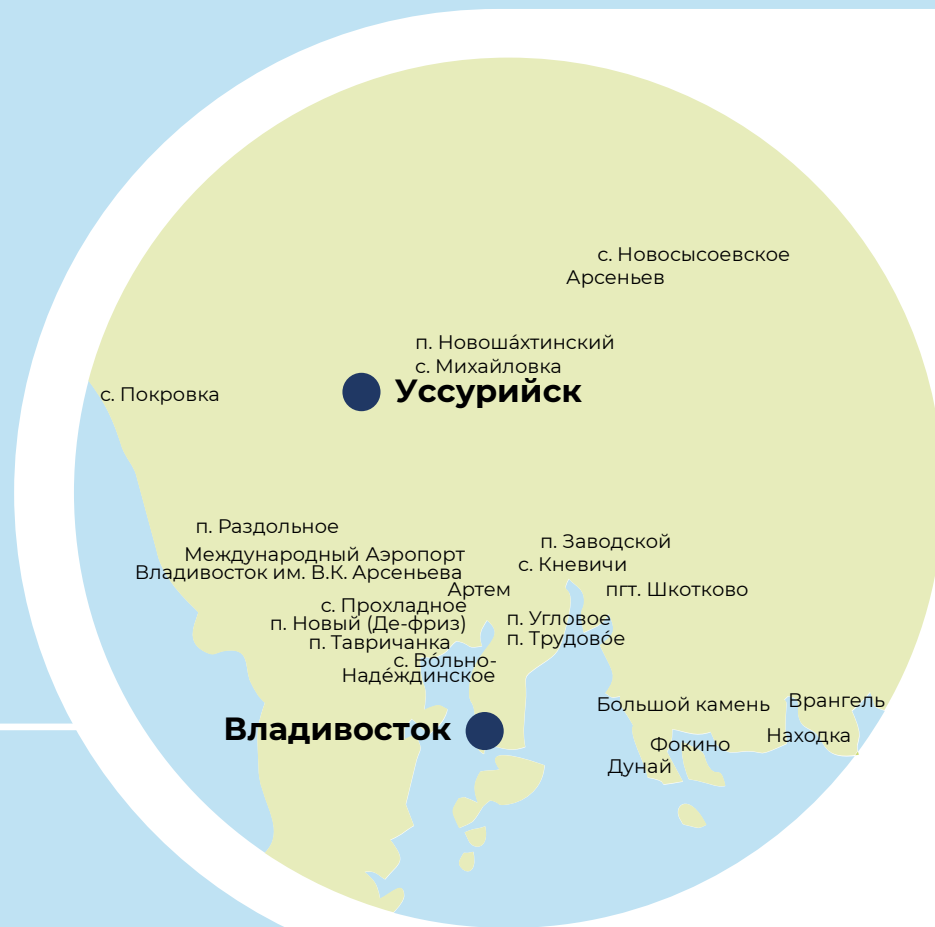 с. Новосысоевское
Арсеньев
п. Новоша́хтинский
с. Михайловка
Уссурийск
с. Покровка
п. Раздольное
Международный Аэропорт
Владивосток им. В.К. Арсеньева
п. Заводской
с. Кневичи
Артем
пгт. Шкотково
с. Прохладное
п. Новый (Де-фриз)
п. Тавричанка
с. Во́льно-
Наде́ждинское
п. Угловое
п. Трудово́е
Владивосток
Большой камень
Врангель
Находка
Фокино
Дунай